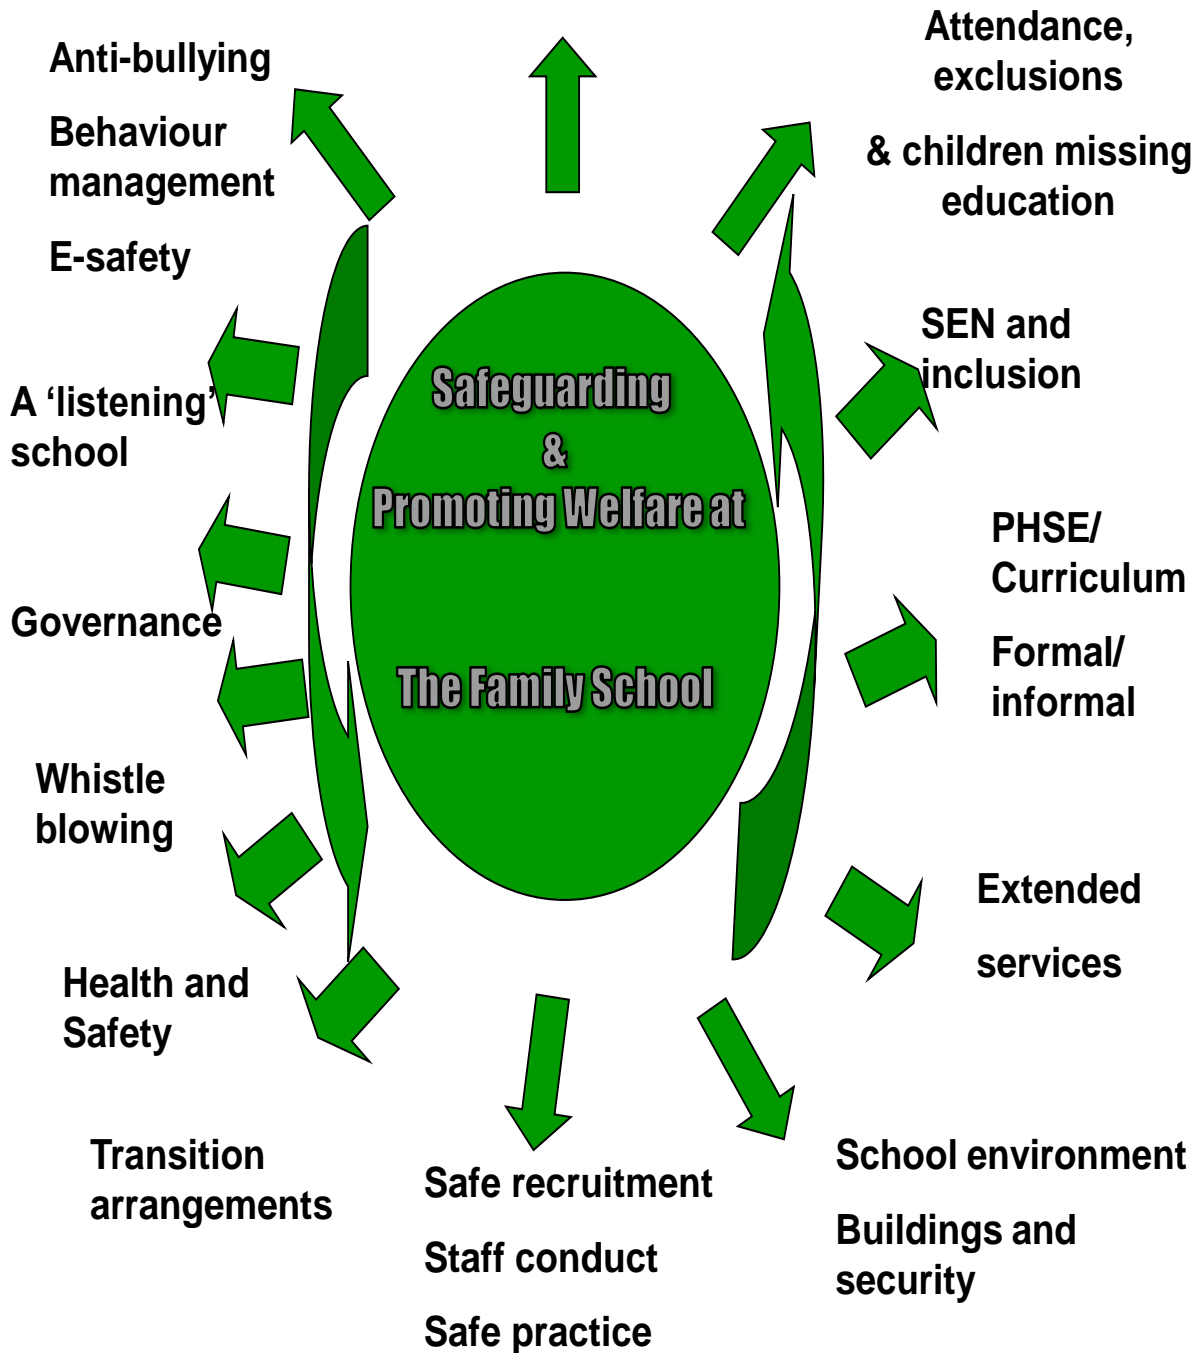 Anti-bullying
Behaviour
management
E-safety
Attendance,
exclusions
& children missing
education
SEN and
inclusion
A ‘listening’
school
Safeguarding
&
Promoting Welfare at
The Family School
PHSE/
Curriculum
Formal/
informal
Governance
Whistle
blowing
Extended
services
Health and
Safety
Transition
arrangements
Safe recruitment
Staff conduct
Safe practice
School environment
Buildings and
security